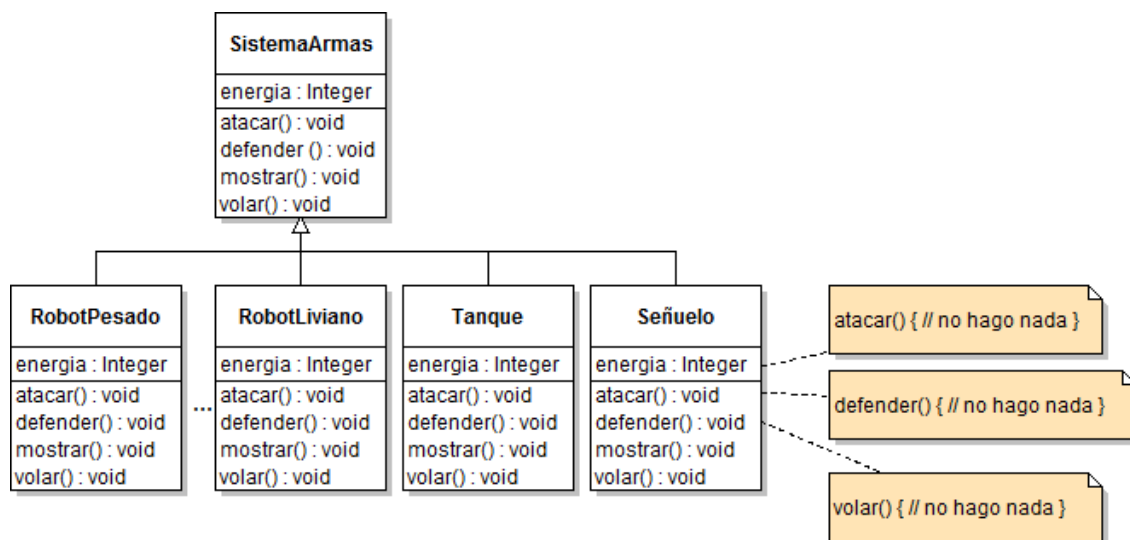 SistemaArmas
energia : Integer
atacar() : void
defender () : void
mostrar() : void
volar() : void
RobotPesado
energia : Integer
atacar() : void
defender() : void
mostrar() : void
volar() : void
...
RobotLiviano
energia : Integer
atacar() : void
defender() : void
mostrar() : void
volar() : void
Tanque
energia : Integer
atacar() : void
defender() : void
mostrar() : void
volar() : void
Señuelo
energia : Integer
atacar() : void
defender() : void
mostrar() : void
volar() : void
atacar() { // no hago nada }
defender() { // no hago nada }
volar() { // no hago nada }